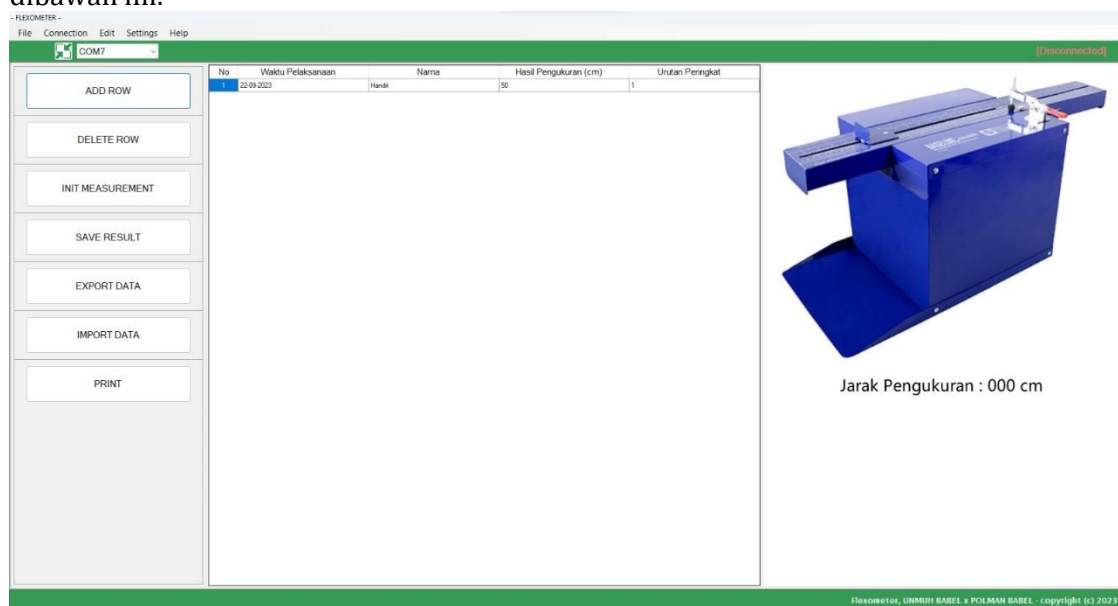 dibawah ini:
- FLEXOMETER -
File Connection Edit Settings Help
COM7
[Disconnected]
ADD ROW
DELETE ROW
INIT MEASUREMENT
SAVE RESULT
EXPORT DATA
IMPORT DATA
PRINT
No Waktu Pelaksanaan Nama Hasil Pengukuran (cm) Urutan Peringkat
1 22-09-2023 Handri 50 1
BASELINE
Jarak Pengukuran : 000 cm
Flexometer, UNMUH BABEL x POLMAN BABEL - copyright (c) 2023